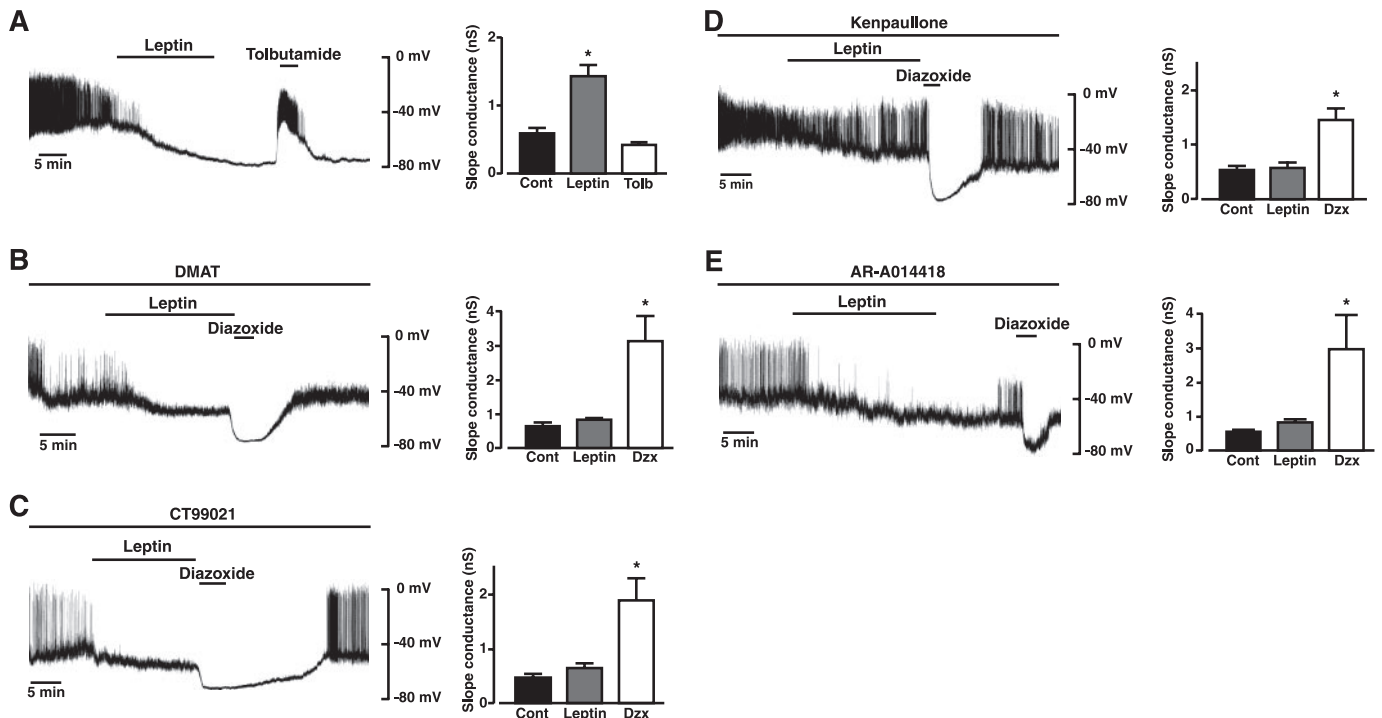 A
Leptin
Tolbutamide
0 mV
-40 mV
-80 mV
5 min
Slope conductance (nS)
2
1
0
*
Cont Leptin Tolb
B
DMAT
Leptin
Diazoxide
0 mV
-40 mV
-80 mV
5 min
Slope conductance (nS)
4
3
2
1
0
*
Cont Leptin Dzx
C
CT99021
Leptin
Diazoxide
0 mV
-40 mV
-80 mV
5 min
Slope conductance (nS)
2
1
0
*
Cont Leptin Dzx
D
Kenpaullone
Leptin
Diazoxide
0 mV
-40 mV
-80 mV
5 min
Slope conductance (nS)
2
1
0
*
Cont Leptin Dzx
E
AR-A014418
Leptin
Diazoxide
0 mV
-40 mV
-80 mV
5 min
Slope conductance (nS)
4
3
2
1
0
*
Cont Leptin Dzx